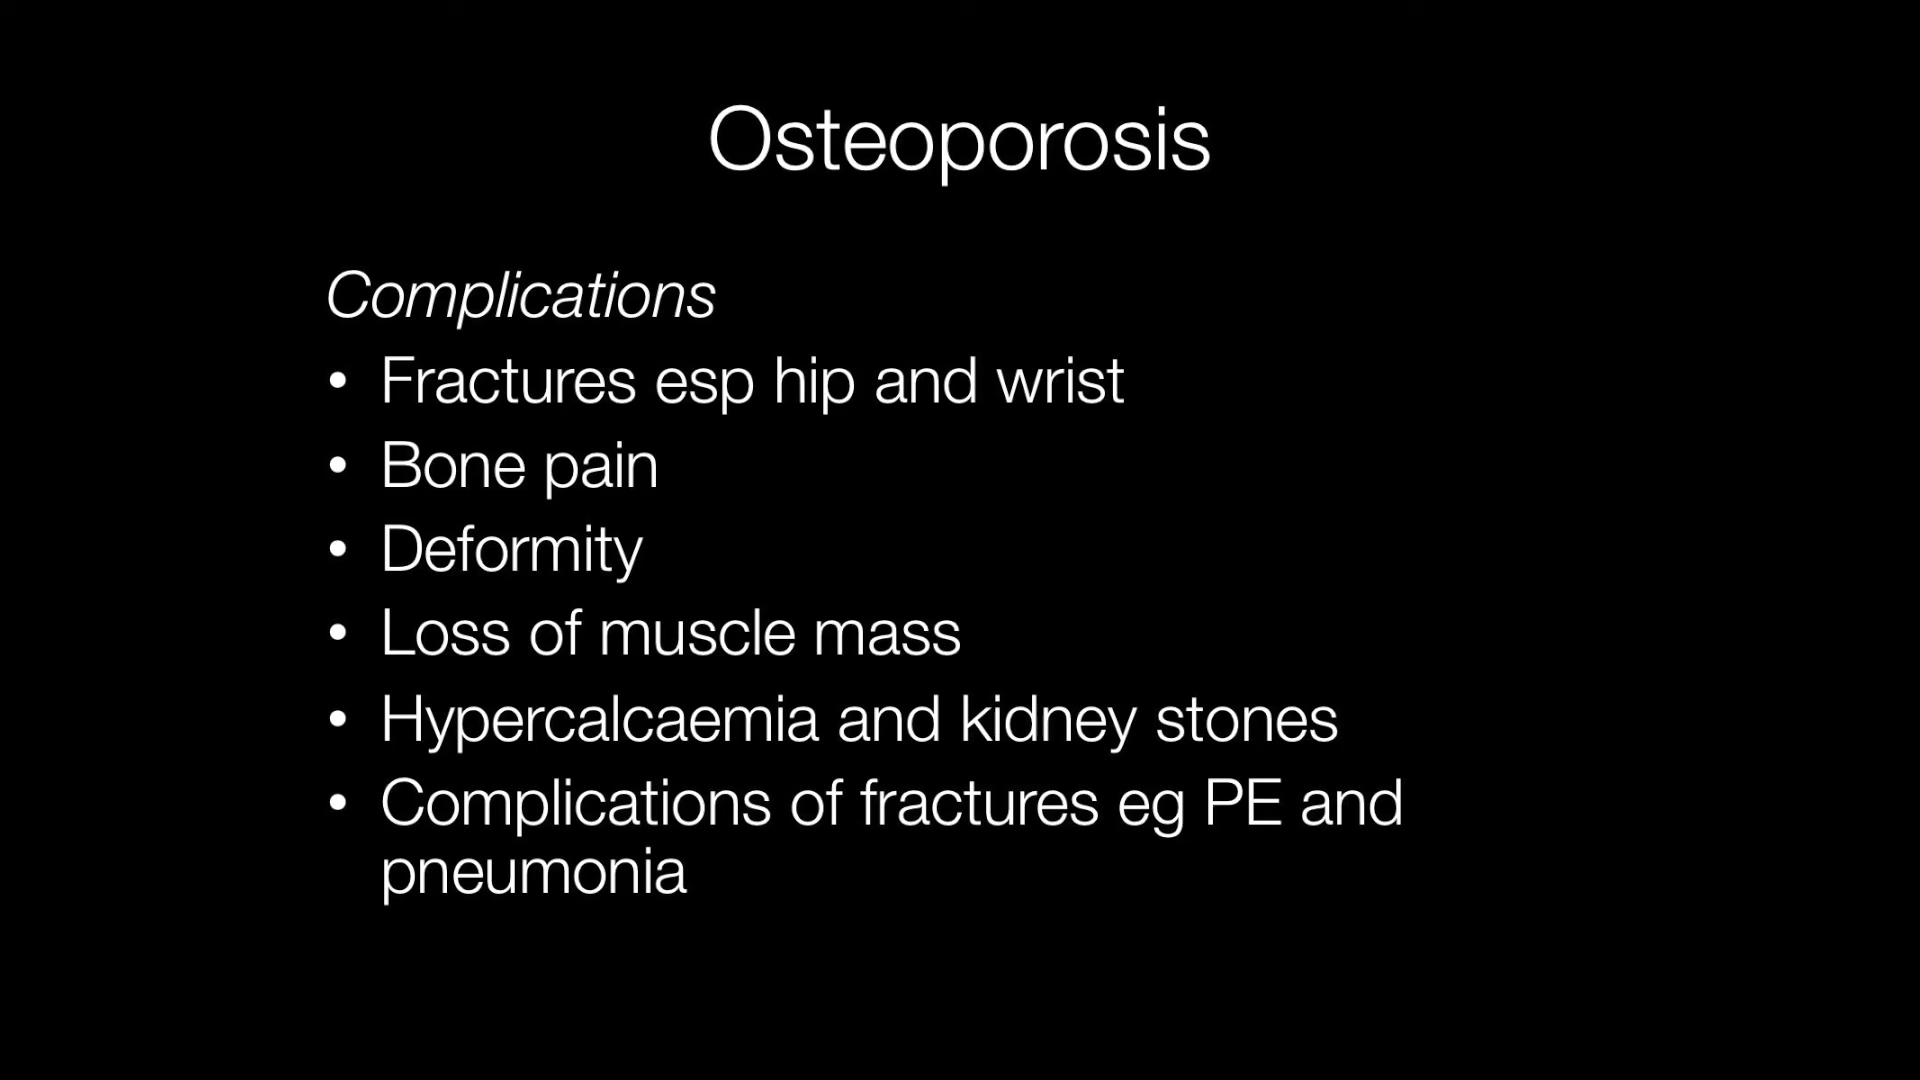 Osteoporosis
Complications
• Fractures esp hip and wrist
• Bone pain
• Deformity
• Loss of muscle mass
• Hypercalcaemia and kidney stones
• Complications of fractures eg PE and
pneumonia